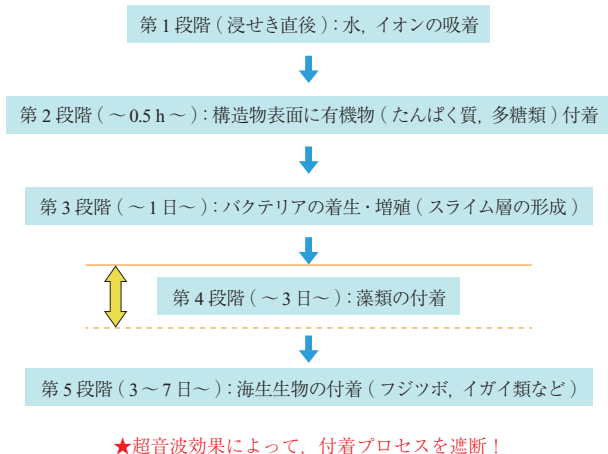 第 1 段階 ( 浸せき直後 ) : 水, イオンの吸着
第 2 段階 ( ～ 0.5 h ～ ) : 構造物表面に有機物 ( たんぱく質, 多糖類 ) 付着
第 3 段階 ( ～ 1 日～ ) : バクテリアの着生・増殖 ( スライム層の形成 )
第 4 段階 ( ～ 3 日～ ) : 藻類の付着
第 5 段階 ( 3 ～ 7 日～ ) : 海生生物の付着 ( フジツボ, イガイ類など )
★超音波効果によって, 付着プロセスを遮断！